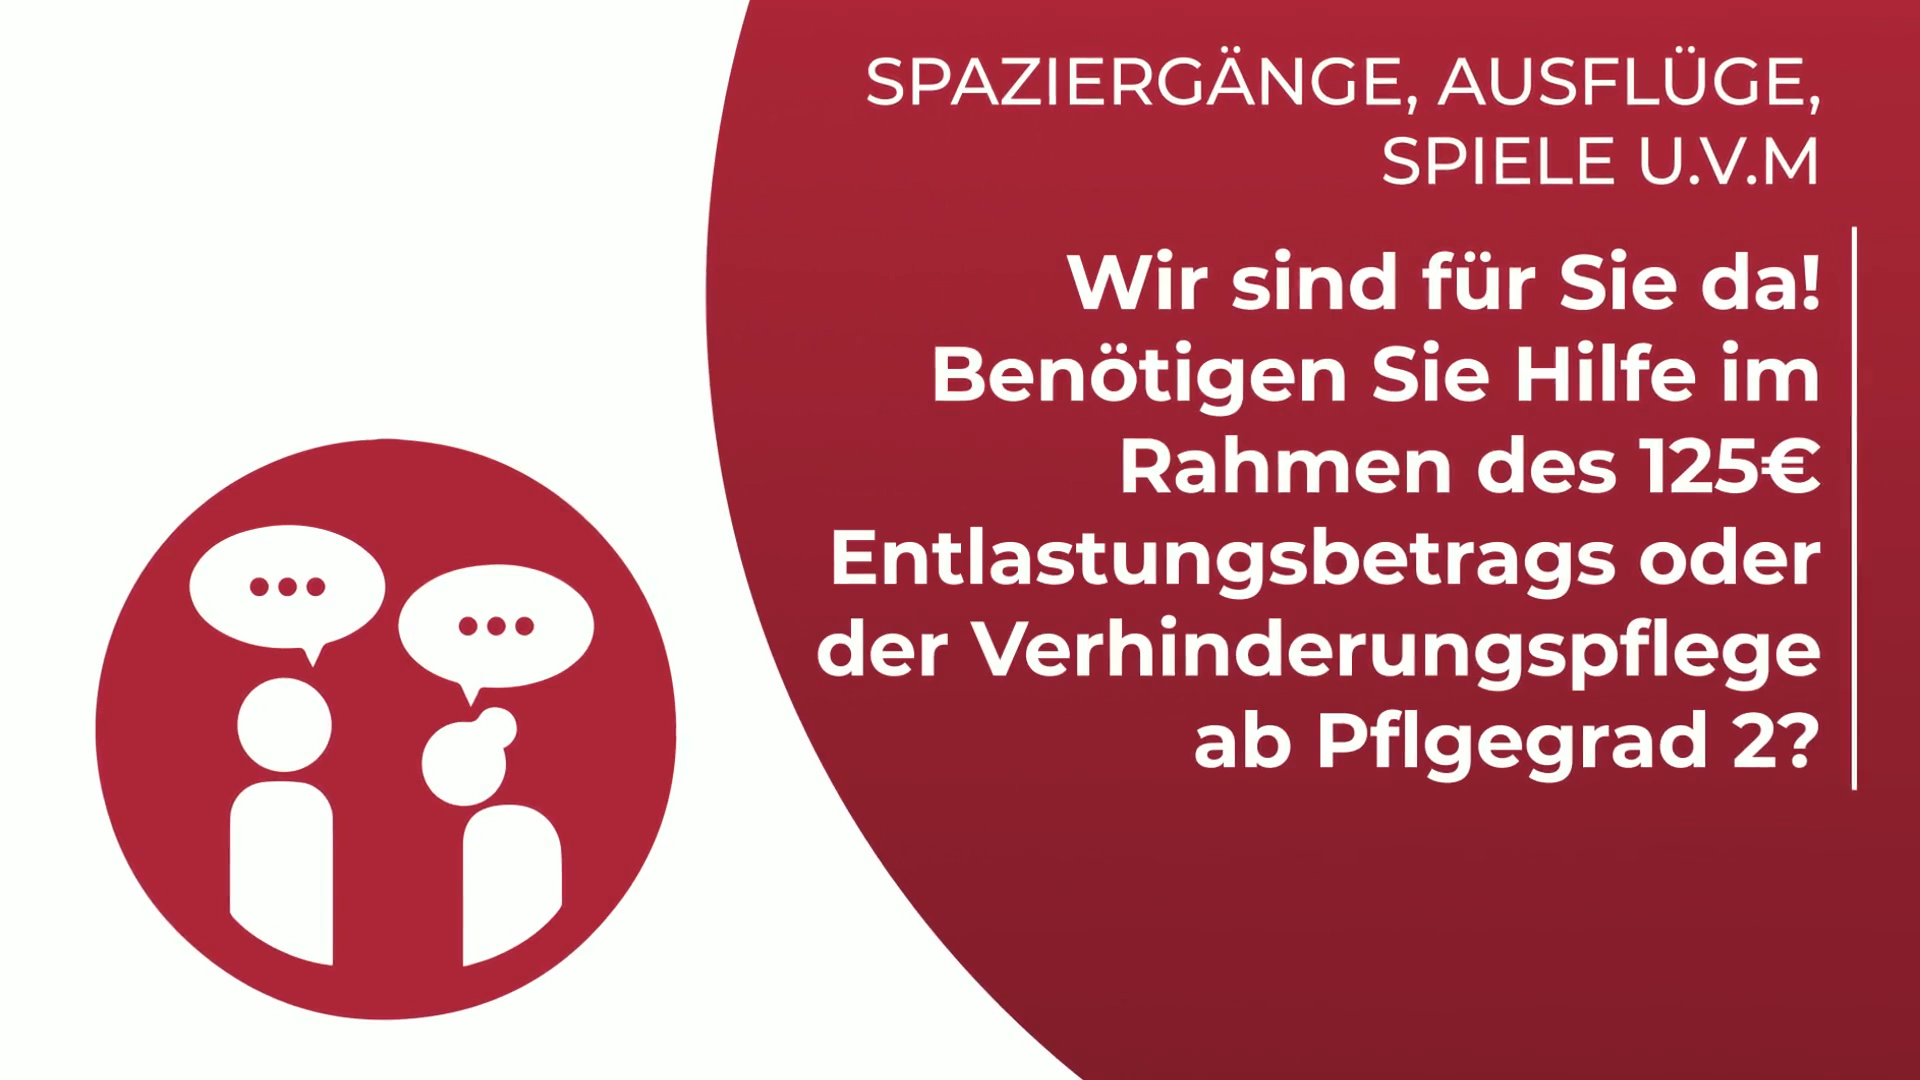 SPAZIERGÄNGE, AUSFLÜGE,
SPIELE U.V.M
Wir sind für Sie da!
Benötigen Sie Hilfe im
Rahmen des 125€
Entlastungsbetrags oder
der Verhinderungspflege
ab Pflgegrad 2?